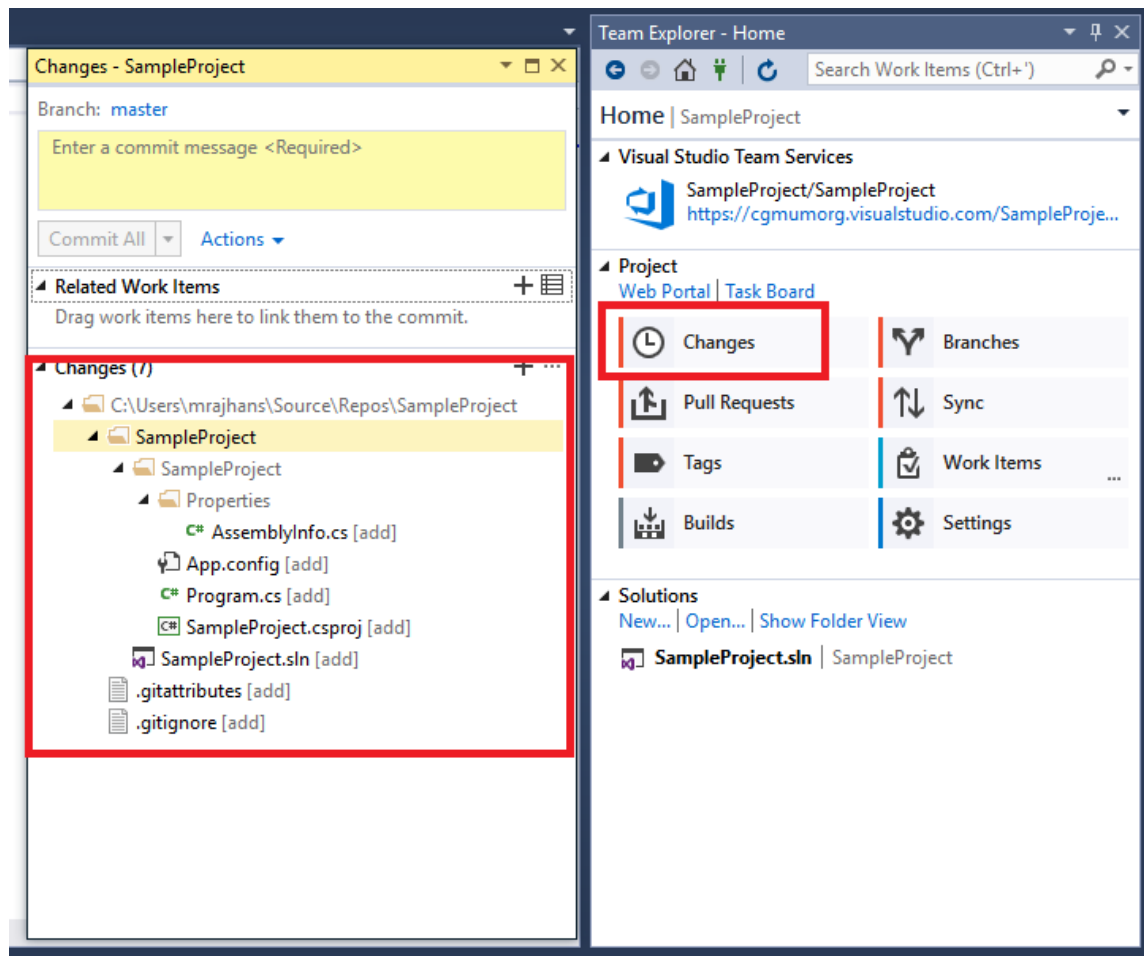 Changes - SampleProject
Branch: master
Enter a commit message <Required>
Commit All Actions
Related Work Items
Drag work items here to link them to the commit.
Changes (7)
C:\Users\mrajhans\Source\Repos\SampleProject
SampleProject
SampleProject
Properties
C# AssemblyInfo.cs [add]
App.config [add]
C# Program.cs [add]
C# SampleProject.csproj [add]
SampleProject.sln [add]
.gitattributes [add]
.gitignore [add]
Team Explorer - Home
Search Work Items (Ctrl+')
Home | SampleProject
Visual Studio Team Services
SampleProject/SampleProject
https://cgmumorg.visualstudio.com/SampleProje...
Project
Web Portal | Task Board
Changes Branches
Pull Requests Sync
Tags Work Items ...
Builds Settings
Solutions
New... | Open... | Show Folder View
SampleProject.sln | SampleProject